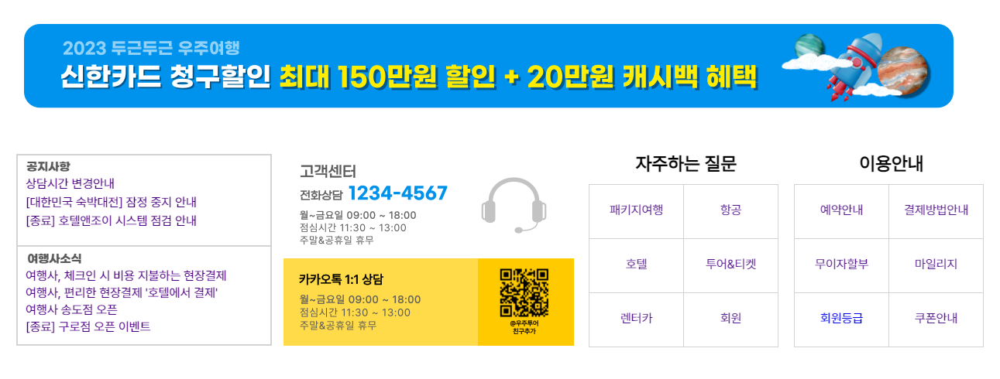 2023 두근두근 우주여행
신한카드 청구할인 최대 150만원 할인 + 20만원 캐시백 혜택
공지사항
상담시간 변경안내
[대한민국 숙박대전] 잠정 중지 안내
[종료] 호텔앤조이 시스템 점검 안내
여행사소식
여행사, 체크인 시 비용 지불하는 현장결제
여행사, 편리한 현장결제 '호텔에서 결제'
여행사 송도점 오픈
[종료] 구로점 오픈 이벤트
고객센터
전화상담 1234-4567
월~금요일 09:00 ~ 18:00
점심시간 11:30 ~ 13:00
주말&공휴일 휴무
카카오톡 1:1 상담
월~금요일 09:00 ~ 18:00
점심시간 11:30 ~ 13:00
주말&공휴일 휴무
@우주투어
친구추가
자주하는 질문
패키지여행 항공
호텔 투어&티켓
렌터카 회원
이용안내
예약안내 결제방법안내
무이자할부 마일리지
회원등급 쿠폰안내